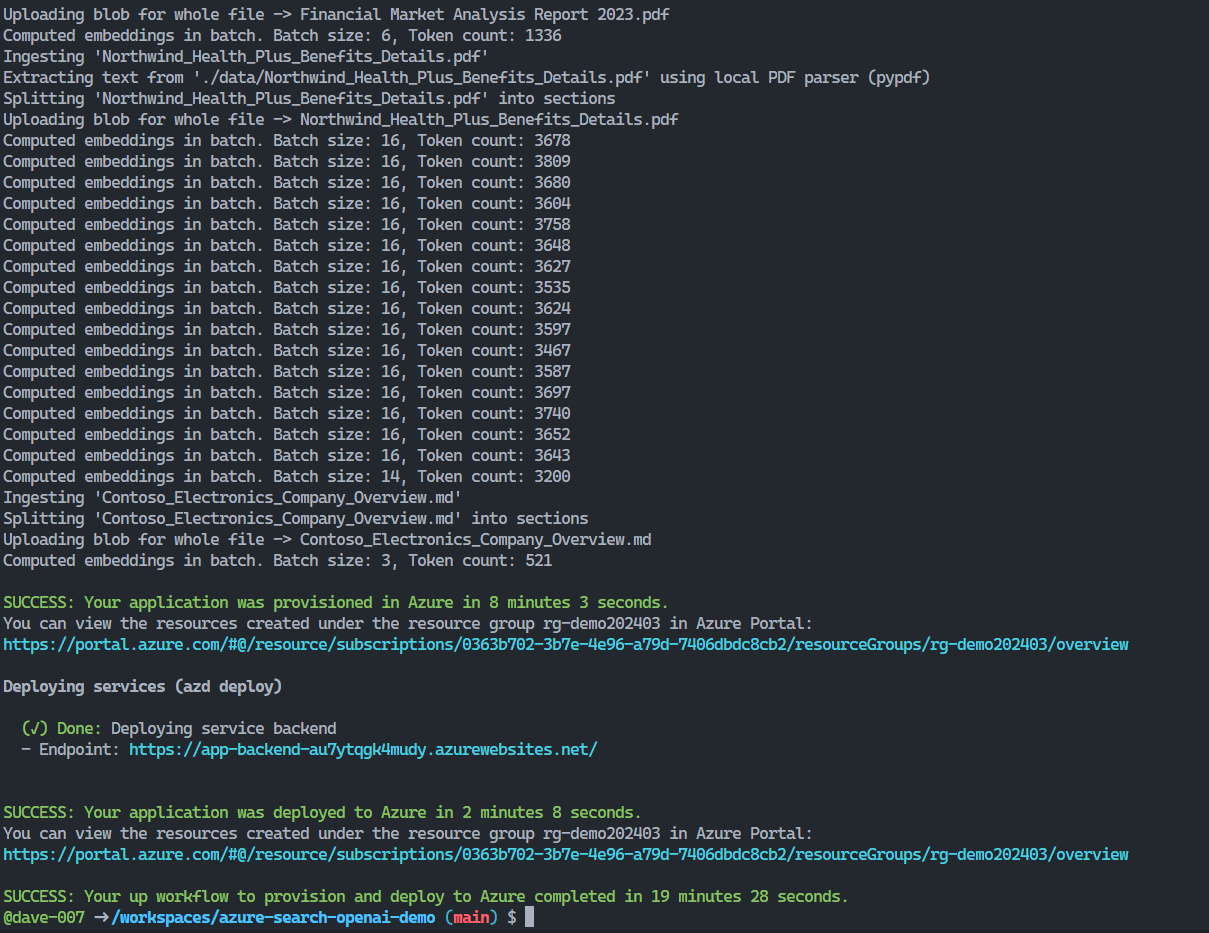 Uploading blob for whole file -> Financial Market Analysis Report 2023.pdf
Computed embeddings in batch. Batch size: 6, Token count: 1336
Ingesting 'Northwind_Health_Plus_Benefits_Details.pdf'
Extracting text from './data/Northwind_Health_Plus_Benefits_Details.pdf' using local PDF parser (pypdf)
Splitting 'Northwind_Health_Plus_Benefits_Details.pdf' into sections
Uploading blob for whole file -> Northwind_Health_Plus_Benefits_Details.pdf
Computed embeddings in batch. Batch size: 16, Token count: 3678
Computed embeddings in batch. Batch size: 16, Token count: 3809
Computed embeddings in batch. Batch size: 16, Token count: 3680
Computed embeddings in batch. Batch size: 16, Token count: 3604
Computed embeddings in batch. Batch size: 16, Token count: 3758
Computed embeddings in batch. Batch size: 16, Token count: 3648
Computed embeddings in batch. Batch size: 16, Token count: 3627
Computed embeddings in batch. Batch size: 16, Token count: 3535
Computed embeddings in batch. Batch size: 16, Token count: 3624
Computed embeddings in batch. Batch size: 16, Token count: 3597
Computed embeddings in batch. Batch size: 16, Token count: 3467
Computed embeddings in batch. Batch size: 16, Token count: 3587
Computed embeddings in batch. Batch size: 16, Token count: 3697
Computed embeddings in batch. Batch size: 16, Token count: 3740
Computed embeddings in batch. Batch size: 16, Token count: 3652
Computed embeddings in batch. Batch size: 16, Token count: 3643
Computed embeddings in batch. Batch size: 14, Token count: 3200
Ingesting 'Contoso_Electronics_Company_Overview.md'
Splitting 'Contoso_Electronics_Company_Overview.md' into sections
Uploading blob for whole file -> Contoso_Electronics_Company_Overview.md
Computed embeddings in batch. Batch size: 3, Token count: 521
SUCCESS: Your application was provisioned in Azure in 8 minutes 3 seconds.
You can view the resources created under the resource group rg-demo202403 in Azure Portal:
https://portal.azure.com/#@/resource/subscriptions/0363b702-3b7e-4e96-a79d-7406dbdc8cb2/resourceGroups/rg-demo202403/overview
Deploying services (azd deploy)
(✓) Done: Deploying service backend
- Endpoint: https://app-backend-au7ytqgk4mudy.azurewebsites.net/
SUCCESS: Your application was deployed to Azure in 2 minutes 8 seconds.
You can view the resources created under the resource group rg-demo202403 in Azure Portal:
https://portal.azure.com/#@/resource/subscriptions/0363b702-3b7e-4e96-a79d-7406dbdc8cb2/resourceGroups/rg-demo202403/overview
SUCCESS: Your up workflow to provision and deploy to Azure completed in 19 minutes 28 seconds.
@dave-007 ➜/workspaces/azure-search-openai-demo (main) $